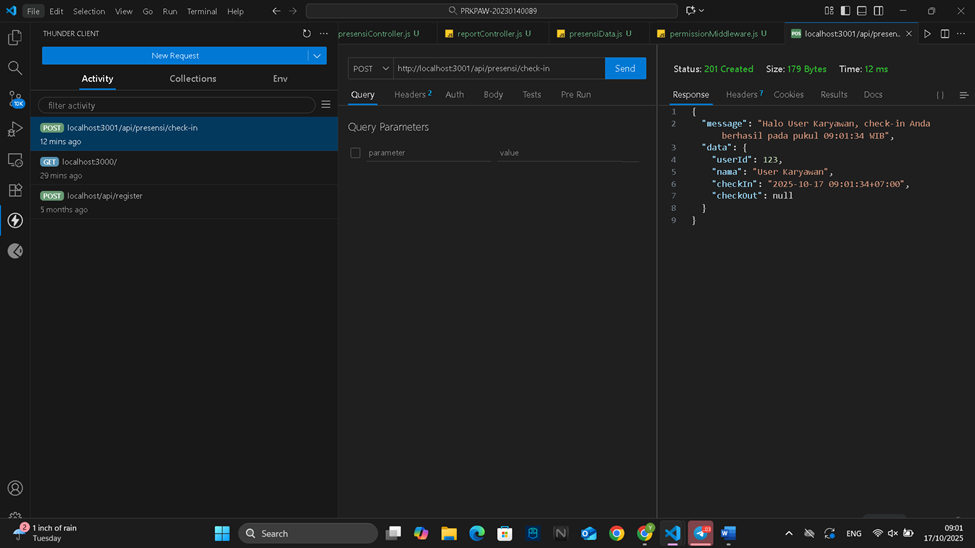 File Edit Selection View Go Run Terminal Help
PRKPAW-20230140089
THUNDER CLIENT
New Request
Activity Collections Env
filter activity
POST localhost:3001/api/presensi/check-in
12 mins ago
GET localhost:3000/
29 mins ago
POST localhost/api/register
5 months ago
10K
presensiController.js U
reportController.js U
presensiData.js U
permissionMiddleware.js U
POS localhost:3001/api/presen..
POST http://localhost:3001/api/presensi/check-in Send
Query Headers 2 Auth Body Tests Pre Run
Query Parameters
parameter value
Status: 201 Created Size: 179 Bytes Time: 12 ms
Response Headers 7 Cookies Results Docs { }
1 {
2 "message": "Halo User Karyawan, check-in Anda
berhasil pada pukul 09:01:34 WIB",
3 "data": {
4 "userId": 123,
5 "nama": "User Karyawan",
6 "checkIn": "2025-10-17 09:01:34+07:00",
7 "checkOut": null
8 }
9 }
2
1 inch of rain
Tuesday
Search
ENG
09:01
17/10/2025